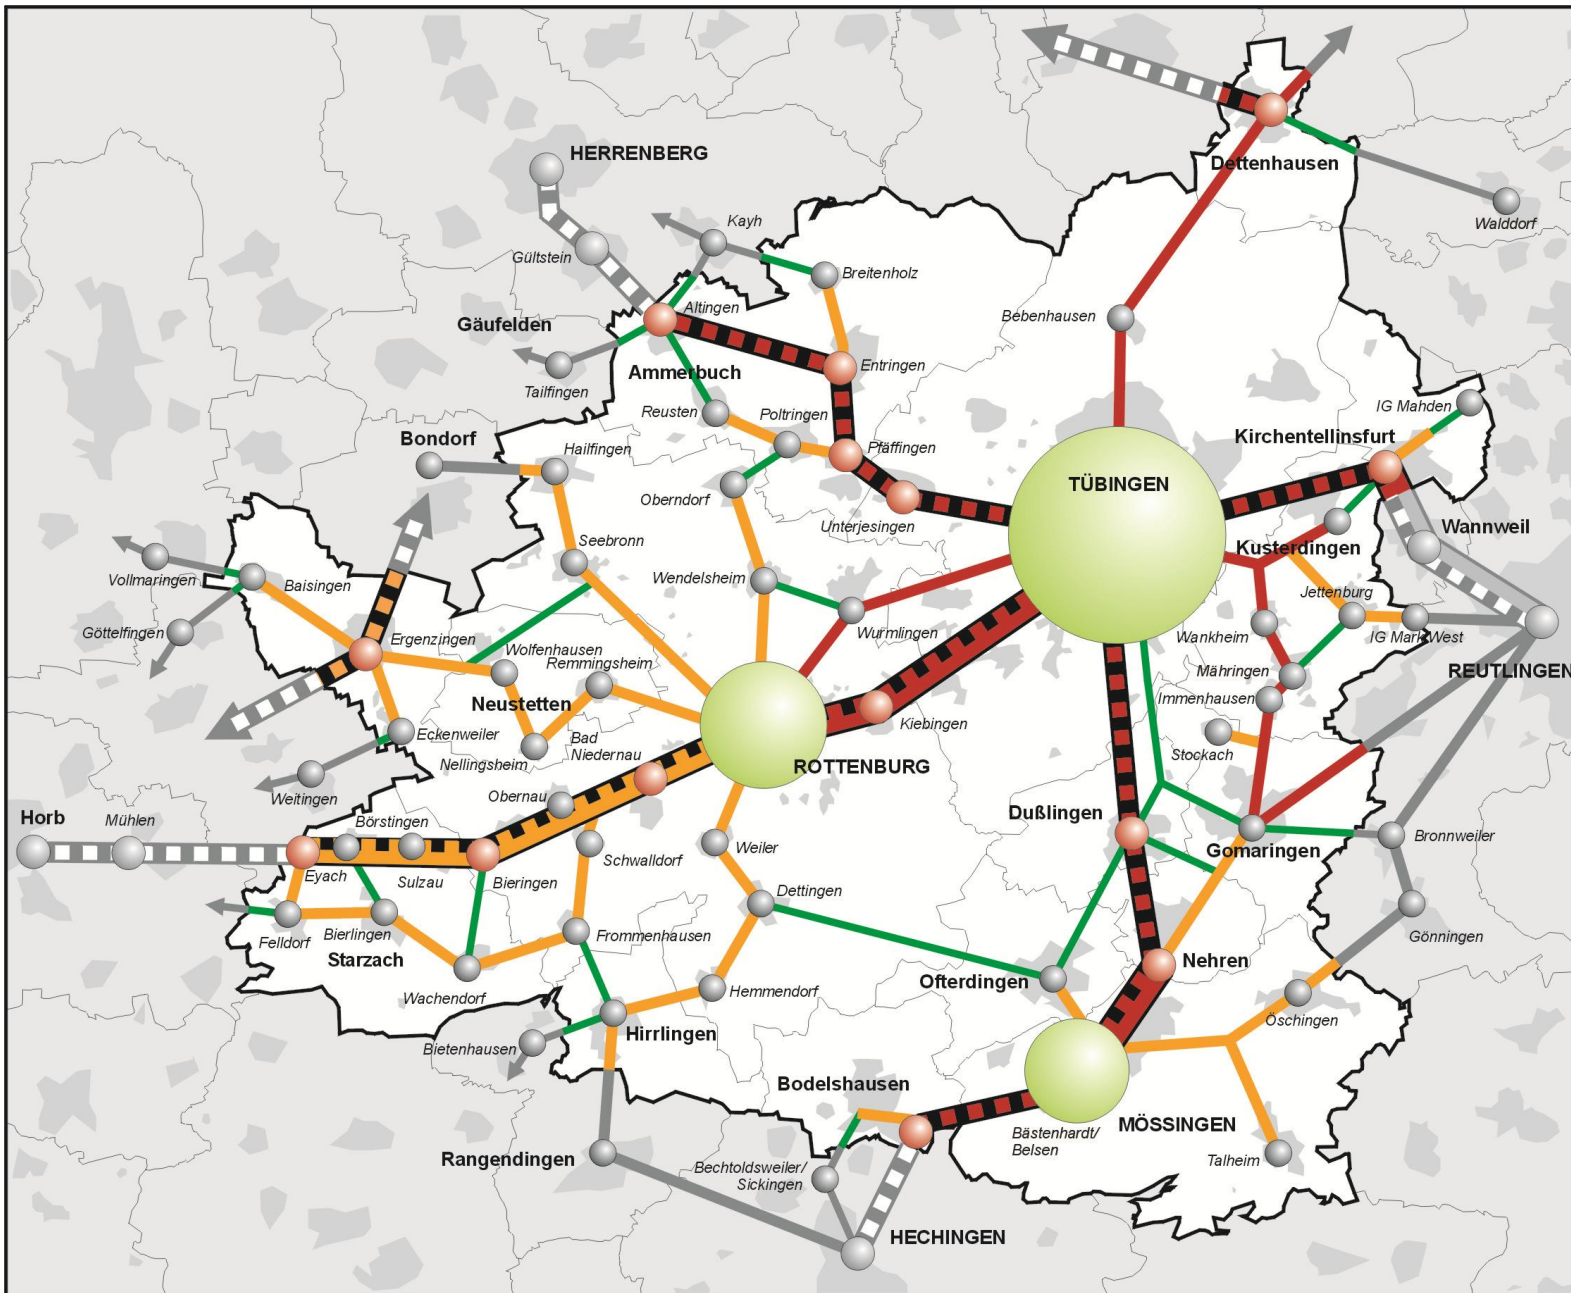 HERRENBERG
Dettenhausen
Walddorf
Kayh
Gültstein
Breitenholz
Altingen
Gäufelden
Bebenhausen
Tailfingen
Ammerbuch
Entringen
Reusten
Poltringen
IG Mahden
Bondorf
Hailfingen
Pfäffingen
Kirchentellinsfurt
TÜBINGEN
Oberndorf
Unterjesingen
Wannweil
Seebronn
Kusterdingen
Vollmaringen
Baisingen
Wendelsheim
Jettenburg
Göttelfingen
Ergenzingen
Wurmlingen
Wankheim
IG Mark West
Wolfenhausen
Remmingsheim
Mähringen
REUTLINGEN
Neustetten
Immenhausen
Kiebingen
Eckenweiler
Bad
Niedernau
Nellingsheim
Stockach
ROTTENBURG
Weitingen
Obernau
Horb
Mühlen
Börstingen
Dußlingen
Bronnweiler
Schwalldorf
Weiler
Gomaringen
Eyach
Sulzau
Bieringen
Dettingen
Felldorf
Bierlingen
Frommenhausen
Gönningen
Starzach
Nehren
Ofterdingen
Wachendorf
Hemmendorf
Öschingen
Hirrlingen
Bietenhausen
Bodelshausen
MÖSSINGEN
Bästenhardt/
Belsen
Rangendingen
Bechtoldsweiler/
Sickingen
Talheim
HECHINGEN